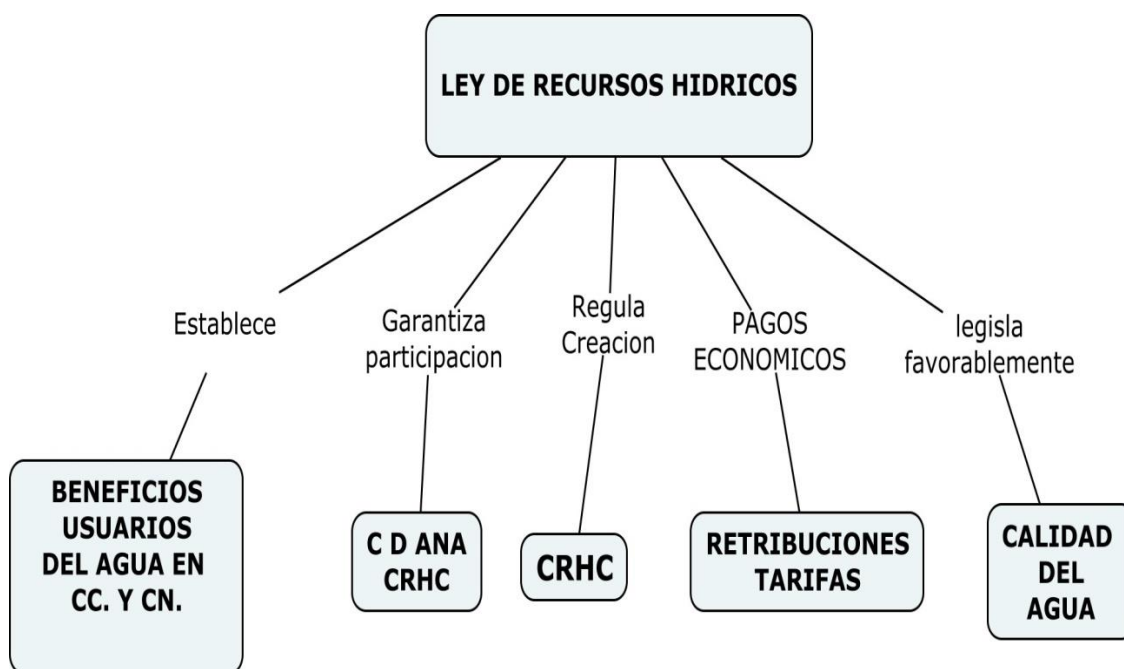 LEY DE RECURSOS HIDRICOS
Establece
Garantiza
participacion
Regula
Creacion
PAGOS
ECONOMICOS
legisla
favorablemente
BENEFICIOS
USUARIOS
DEL AGUA EN
CC. Y CN.
C D ANA
CRHC
CRHC
RETRIBUCIONES
TARIFAS
CALIDAD
DEL
AGUA